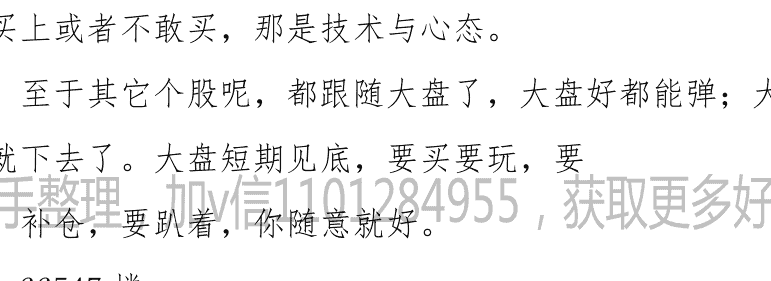 买上或者不敢买，那是技术与心态。
至于其它个股呢，都跟随大盘了，大盘好都能弹；大
就下去了。大盘短期见底，要买要玩，要
手整理，加v信1101284955，获取更多好
补仓，要趴着，你随意就好。